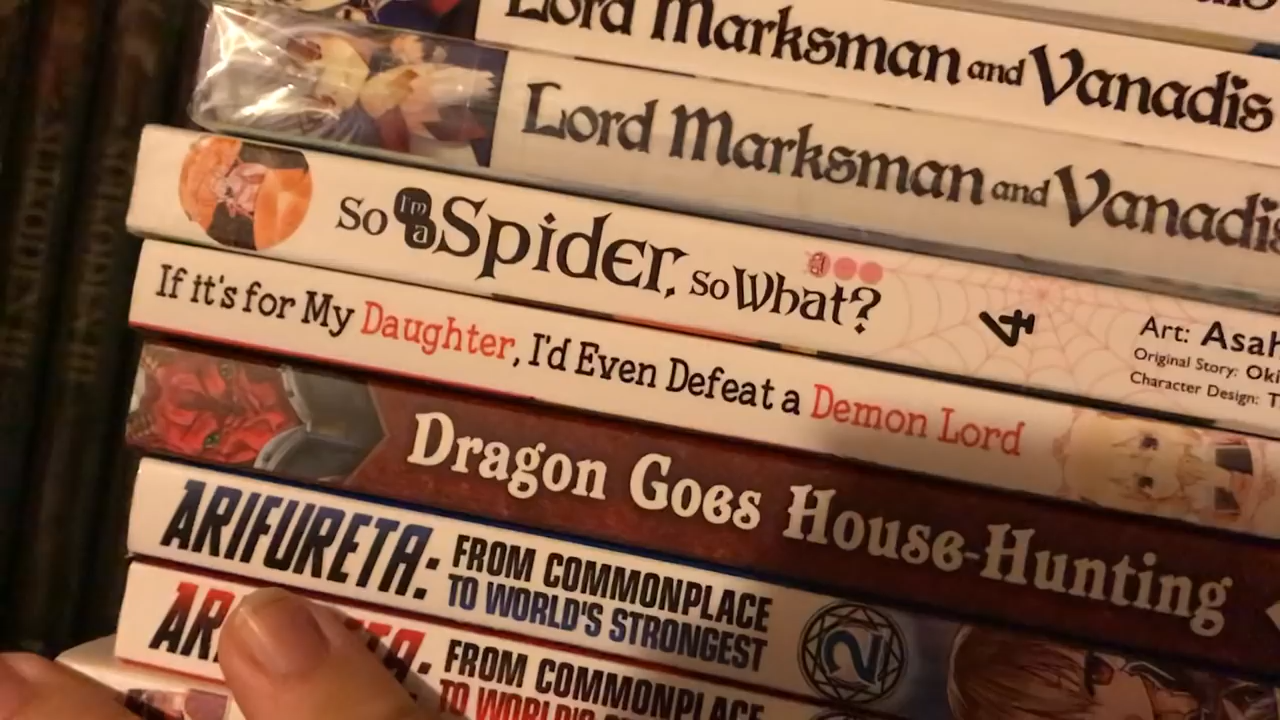 Lord Marksman and Vanadis
Lord Marksman and Vanadis
So I'm a Spider, So What? 4
Art: Asah
Original Story: Oki
Character Design: T
If it's for My Daughter, I'd Even Defeat a Demon Lord
Dragon Goes House-Hunting
ARIFURETA: FROM COMMONPLACE
TO WORLD'S STRONGEST 2
FROM COMMONPLACE